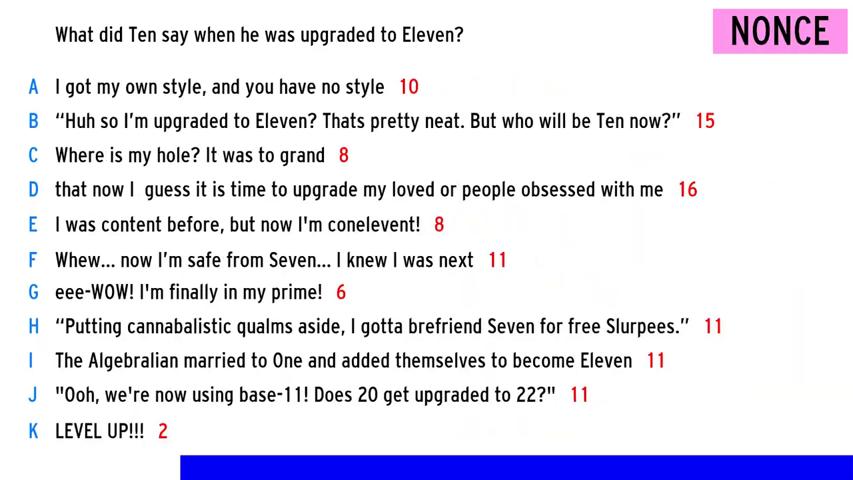 What did Ten say when he was upgraded to Eleven?
NONCE
A I got my own style, and you have no style 10
B “Huh so I’m upgraded to Eleven? Thats pretty neat. But who will be Ten now?” 15
C Where is my hole? It was to grand 8
D that now I  guess it is time to upgrade my loved or people obsessed with me 16
E I was content before, but now I'm conelevent! 8
F Whew... now I’m safe from Seven... I knew I was next 11
G eee-WOW! I'm finally in my prime! 6
H “Putting cannabalistic qualms aside, I gotta brefriend Seven for free Slurpees.” 11
I The Algebralian married to One and added themselves to become Eleven 11
J "Ooh, we're now using base-11! Does 20 get upgraded to 22?" 11
K LEVEL UP!!! 2